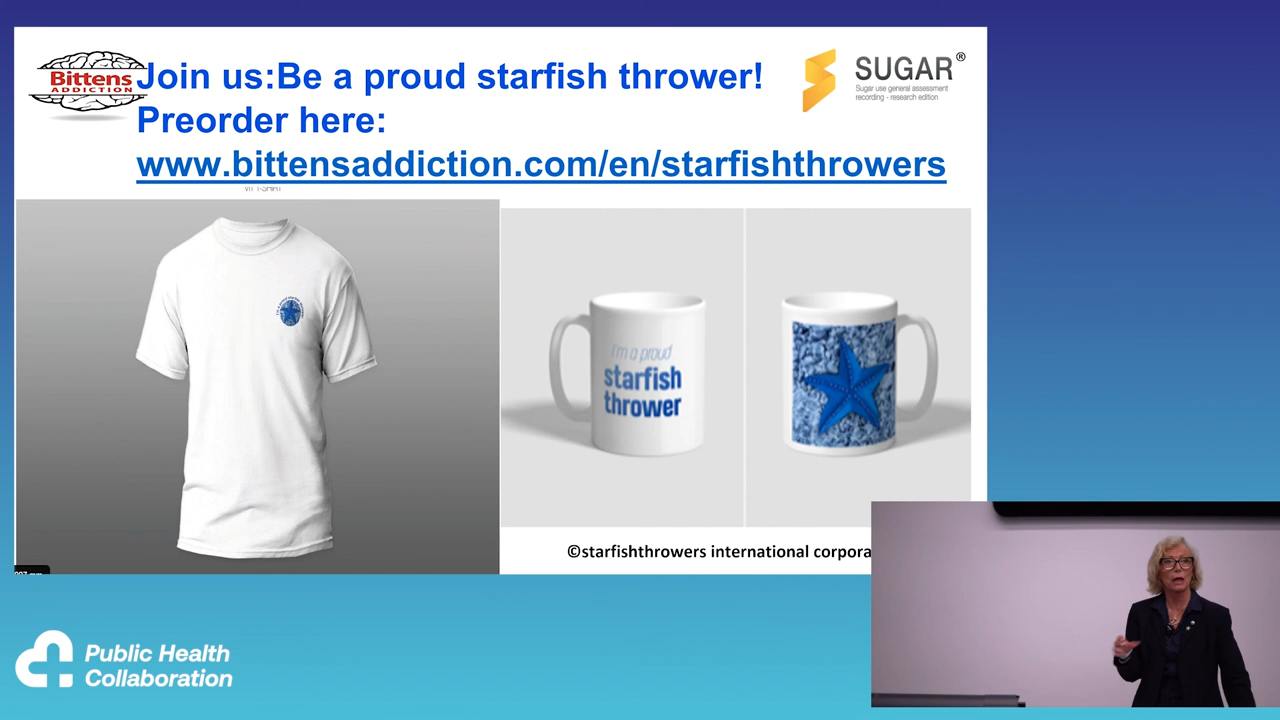 Bittens
ADDICTION
Join us:Be a proud starfish thrower!
Preorder here:
www.bittensaddiction.com/en/starfishthrowers
SUGAR®
Sugar use general assessment
recording - research edition
I'm a proud
starfish
thrower
©starfishthrowers international corpora
Public Health
Collaboration